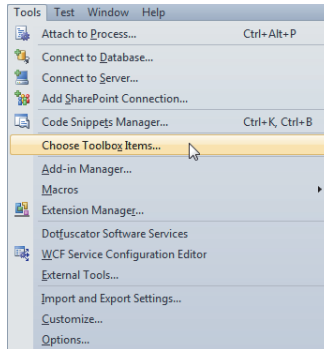 Tools Test Window Help
Attach to Process... Ctrl+Alt+P
Connect to Database...
Connect to Server...
Add SharePoint Connection...
Code Snippets Manager... Ctrl+K, Ctrl+B
Choose Toolbox Items...
Add-in Manager...
Macros
Extension Manager...
Dotfuscator Software Services
WCF Service Configuration Editor
External Tools...
Import and Export Settings...
Customize...
Options...